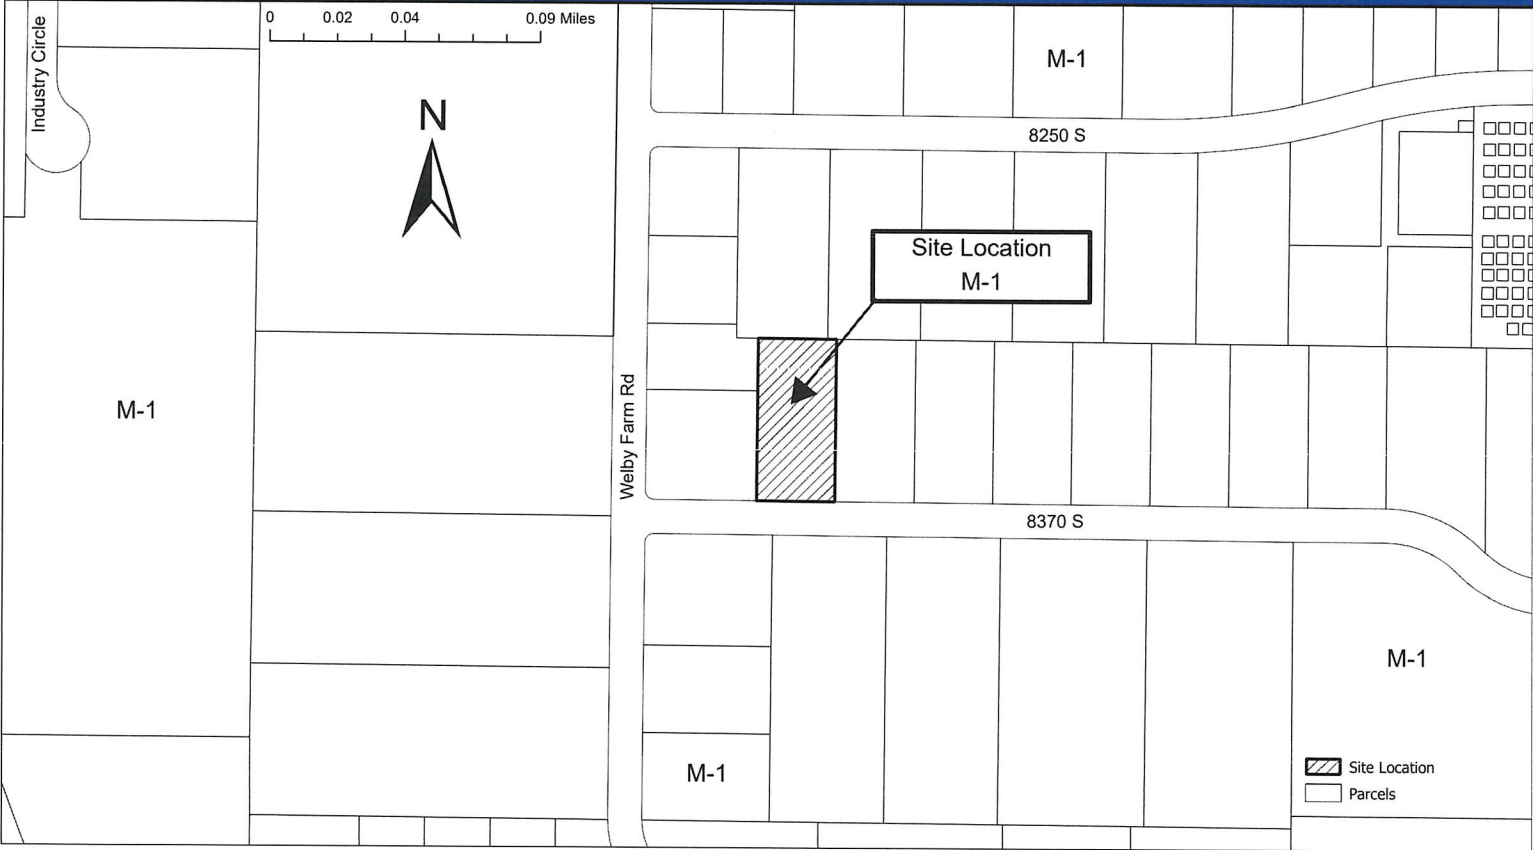 0 0.02 0.04 0.09 Miles
Industry Circle
N
M-1
8250 S
Site Location
M-1
M-1
Welby Farm Rd
8370 S
M-1
M-1
Site Location
Parcels